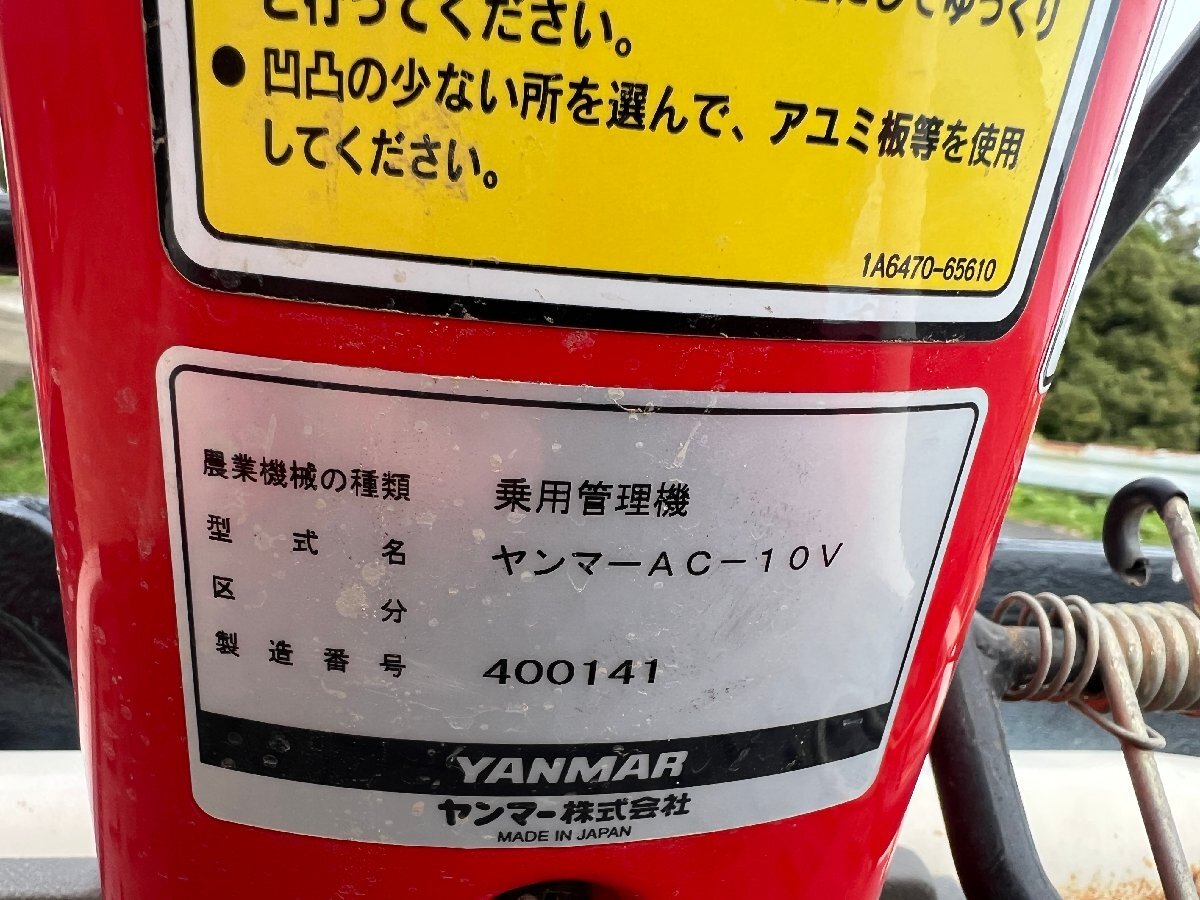 と行ってください。
● 凹凸の少ない所を選んで、アユミ板等を使用
してください。
1A6470-65610
農業機械の種類 乗用管理機
型式名 ヤンマーAC-10V
区分
製造番号 400141
YANMAR
ヤンマー株式会社
MADE IN JAPAN